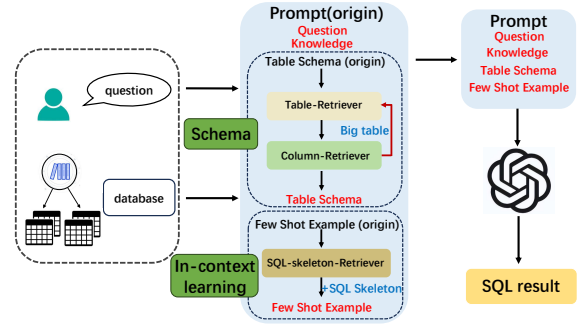 question
database
Prompt(origin)
Question
Knowledge
Table Schema (origin)
Table-Retriever
Big table
Schema
Column-Retriever
Table Schema
Few Shot Example (origin)
In-context
learning
SQL-skeleton-Retriever
+SQL Skeleton
Few Shot Example
Prompt
Question
Knowledge
Table Schema
Few Shot Example
SQL result